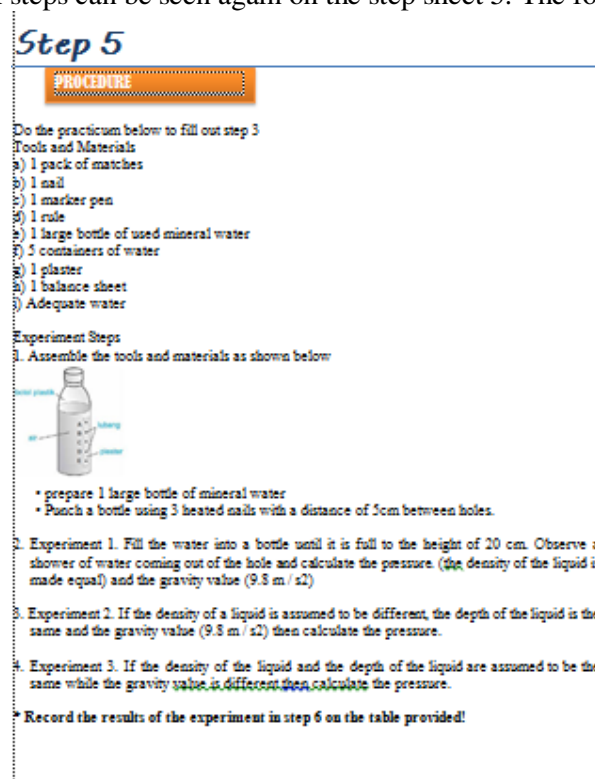 steps can be seen again on the step sheet 5. The fo
Step 5
PROCEDURE
Do the practicum below to fill out step 3
Tools and Materials
a) 1 pack of matches
b) 1 nail
c) 1 marker pen
d) 1 rule
e) 1 large bottle of used mineral water
f) 5 containers of water
g) 1 plaster
h) 1 balance sheet
i) Adequate water
Experiment Steps
1. Assemble the tools and materials as shown below
botol plastik
lubang
air
plaster
• prepare 1 large bottle of mineral water
• Punch a bottle using 3 heated nails with a distance of 5cm between holes.
2. Experiment 1. Fill the water into a bottle until it is full to the height of 20 cm. Observe a
shower of water coming out of the hole and calculate the pressure. (the density of the liquid i
made equal) and the gravity value (9.8 m / s2)
3. Experiment 2. If the density of a liquid is assumed to be different, the depth of the liquid is the
same and the gravity value (9.8 m / s2) then calculate the pressure.
4. Experiment 3. If the density of the liquid and the depth of the liquid are assumed to be the
same while the gravity value is different then calculate the pressure.
* Record the results of the experiment in step 6 on the table provided!